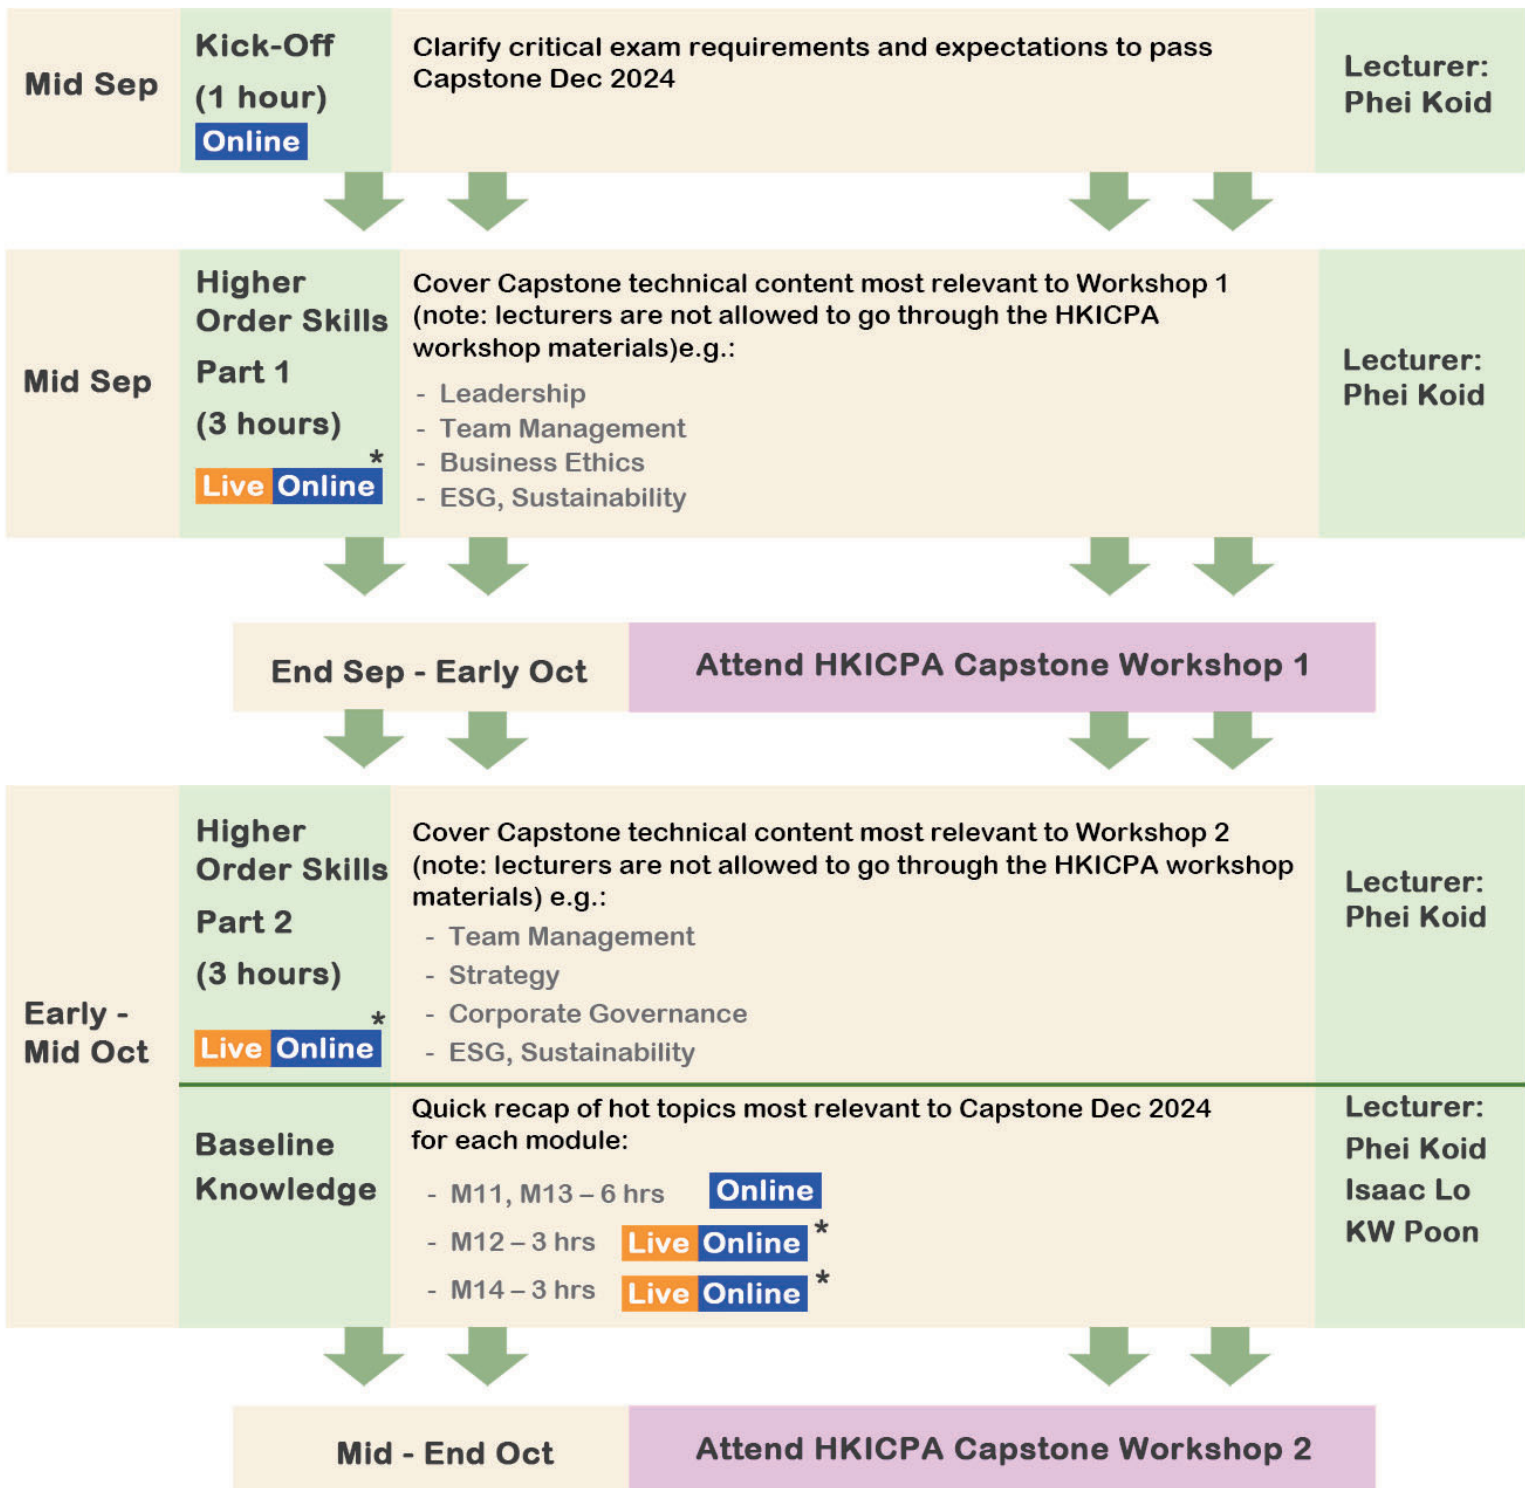 Mid Sep
Kick-Off
(1 hour)
Online
Clarify critical exam requirements and expectations to pass
Capstone Dec 2024
Lecturer:
Phei Koid
Mid Sep
Higher
Order Skills
Part 1
(3 hours)
*
Live Online
Cover Capstone technical content most relevant to Workshop 1
(note: lecturers are not allowed to go through the HKICPA
workshop materials)e.g.:
- Leadership
- Team Management
- Business Ethics
- ESG, Sustainability
Lecturer:
Phei Koid
End Sep - Early Oct
Attend HKICPA Capstone Workshop 1
Early -
Mid Oct
Higher
Order Skills
Part 2
(3 hours)
*
Live Online
Cover Capstone technical content most relevant to Workshop 2
(note: lecturers are not allowed to go through the HKICPA workshop
materials) e.g.:
- Team Management
- Strategy
- Corporate Governance
- ESG, Sustainability
Lecturer:
Phei Koid
Baseline
Knowledge
Quick recap of hot topics most relevant to Capstone Dec 2024
for each module:
- M11, M13 – 6 hrs Online
- M12 – 3 hrs Live Online *
- M14 – 3 hrs Live Online *
Lecturer:
Phei Koid
Isaac Lo
KW Poon
Mid - End Oct
Attend HKICPA Capstone Workshop 2